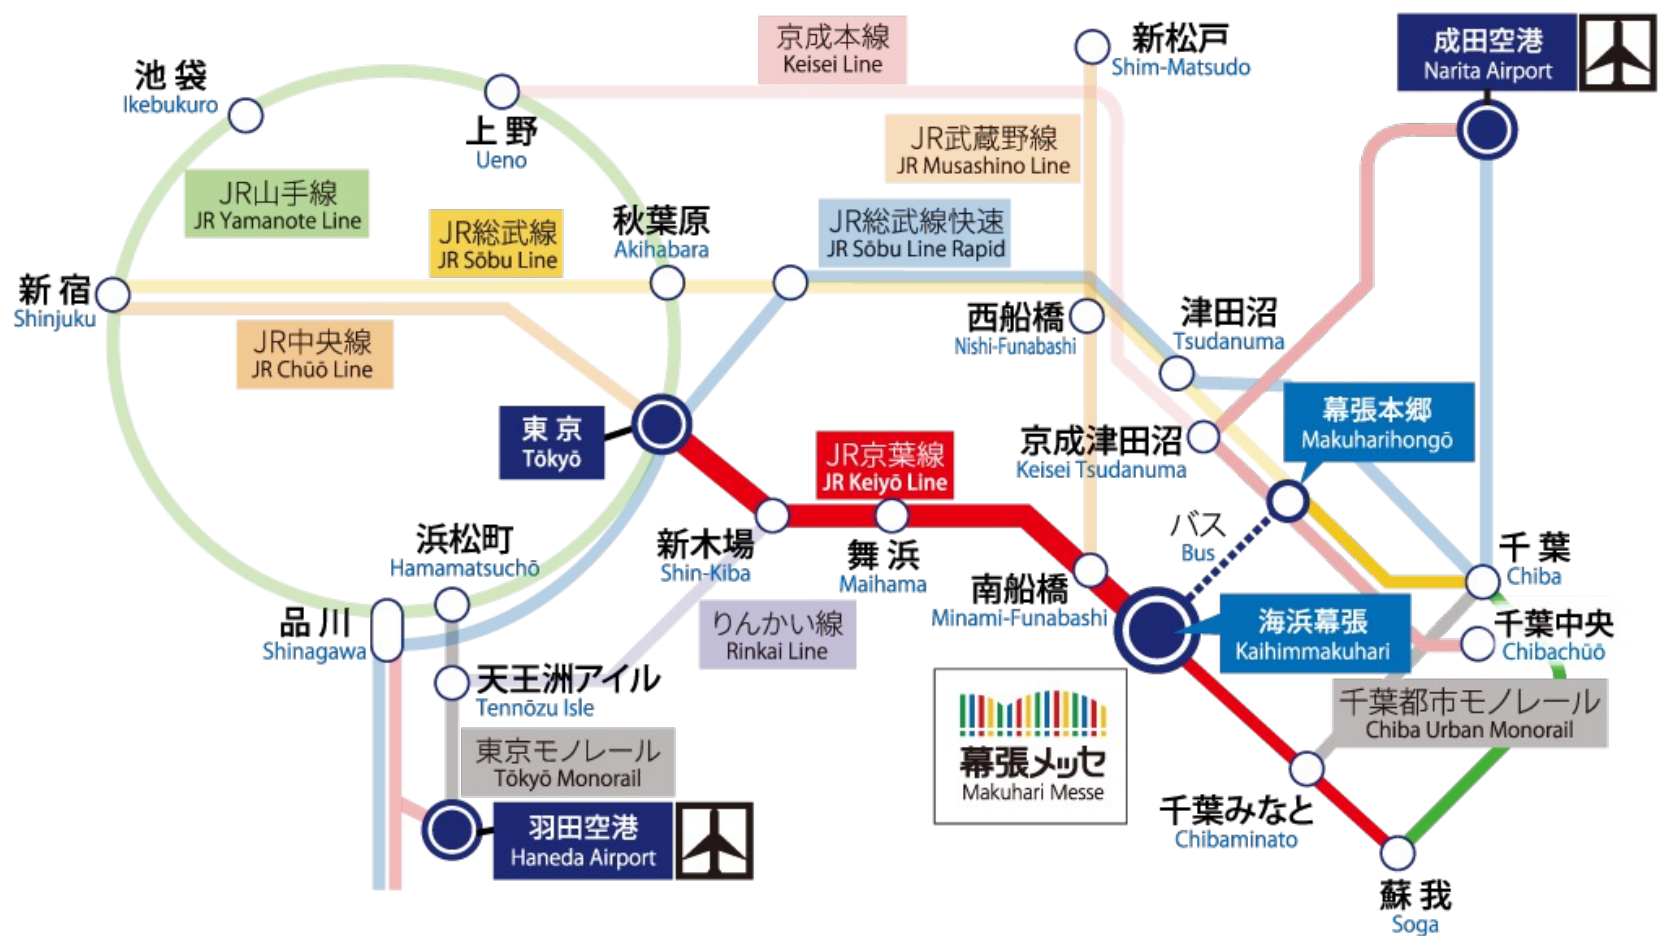 京成本線
Keisei Line
新松戸
Shim-Matsudo
成田空港
Narita Airport
池袋
Ikebukuro
上野
Ueno
JR武蔵野線
JR Musashino Line
JR山手線
JR Yamanote Line
JR総武線
JR Sōbu Line
秋葉原
Akihabara
JR総武線快速
JR Sōbu Line Rapid
新宿
Shinjuku
JR中央線
JR Chūō Line
西船橋
Nishi-Funabashi
津田沼
Tsudanuma
東京
Tōkyō
JR京葉線
JR Keiyō Line
京成津田沼
Keisei Tsudanuma
幕張本郷
Makuharihongō
浜松町
Hamamatsuchō
新木場
Shin-Kiba
舞浜
Maihama
バス
Bus
千葉
Chiba
南船橋
Minami-Funabashi
品川
Shinagawa
りんかい線
Rinkai Line
海浜幕張
Kaihimmakuhari
千葉中央
Chibachūō
天王洲アイル
Tennōzu Isle
千葉都市モノレール
Chiba Urban Monorail
東京モノレール
Tōkyō Monorail
幕張メッセ
Makuhari Messe
千葉みなと
Chibaminato
羽田空港
Haneda Airport
蘇我
Soga